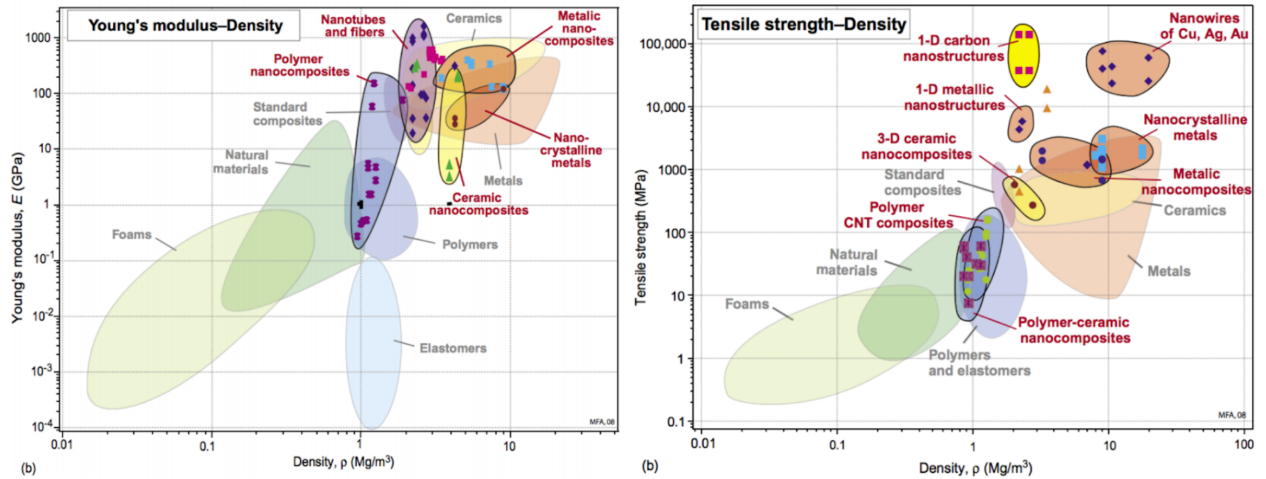 Young's modulus–Density
Nanotubes
and fibers
Ceramics
Metalic
nano-
composites
Polymer
nanocomposites
Standard
composites
Natural
materials
Nano-
crystalline
metals
Metals
Ceramic
nanocomposites
Foams
Polymers
Elastomers
MFA, 08
Young's modulus, E (GPa)
1000
100
10
1
10⁻¹
10⁻²
10⁻³
10⁻⁴
0.01
0.1
1
10
Density, ρ (Mg/m³)
(b)
Tensile strength–Density
Nanowires
of Cu, Ag, Au
1-D carbon
nanostructures
1-D metallic
nanostructures
3-D ceramic
nanocomposites
Nanocrystalline
metals
Standard
composites
Metalic
nanocomposites
Polymer
CNT composites
Ceramics
Natural
materials
Metals
Foams
Polymer-ceramic
nanocomposites
Polymers
and elastomers
MFA, 08
Tensile strength (MPa)
100,000
10,000
1000
100
10
1
0.1
0.01
0.1
1
10
100
Density, ρ (Mg/m³)
(b)